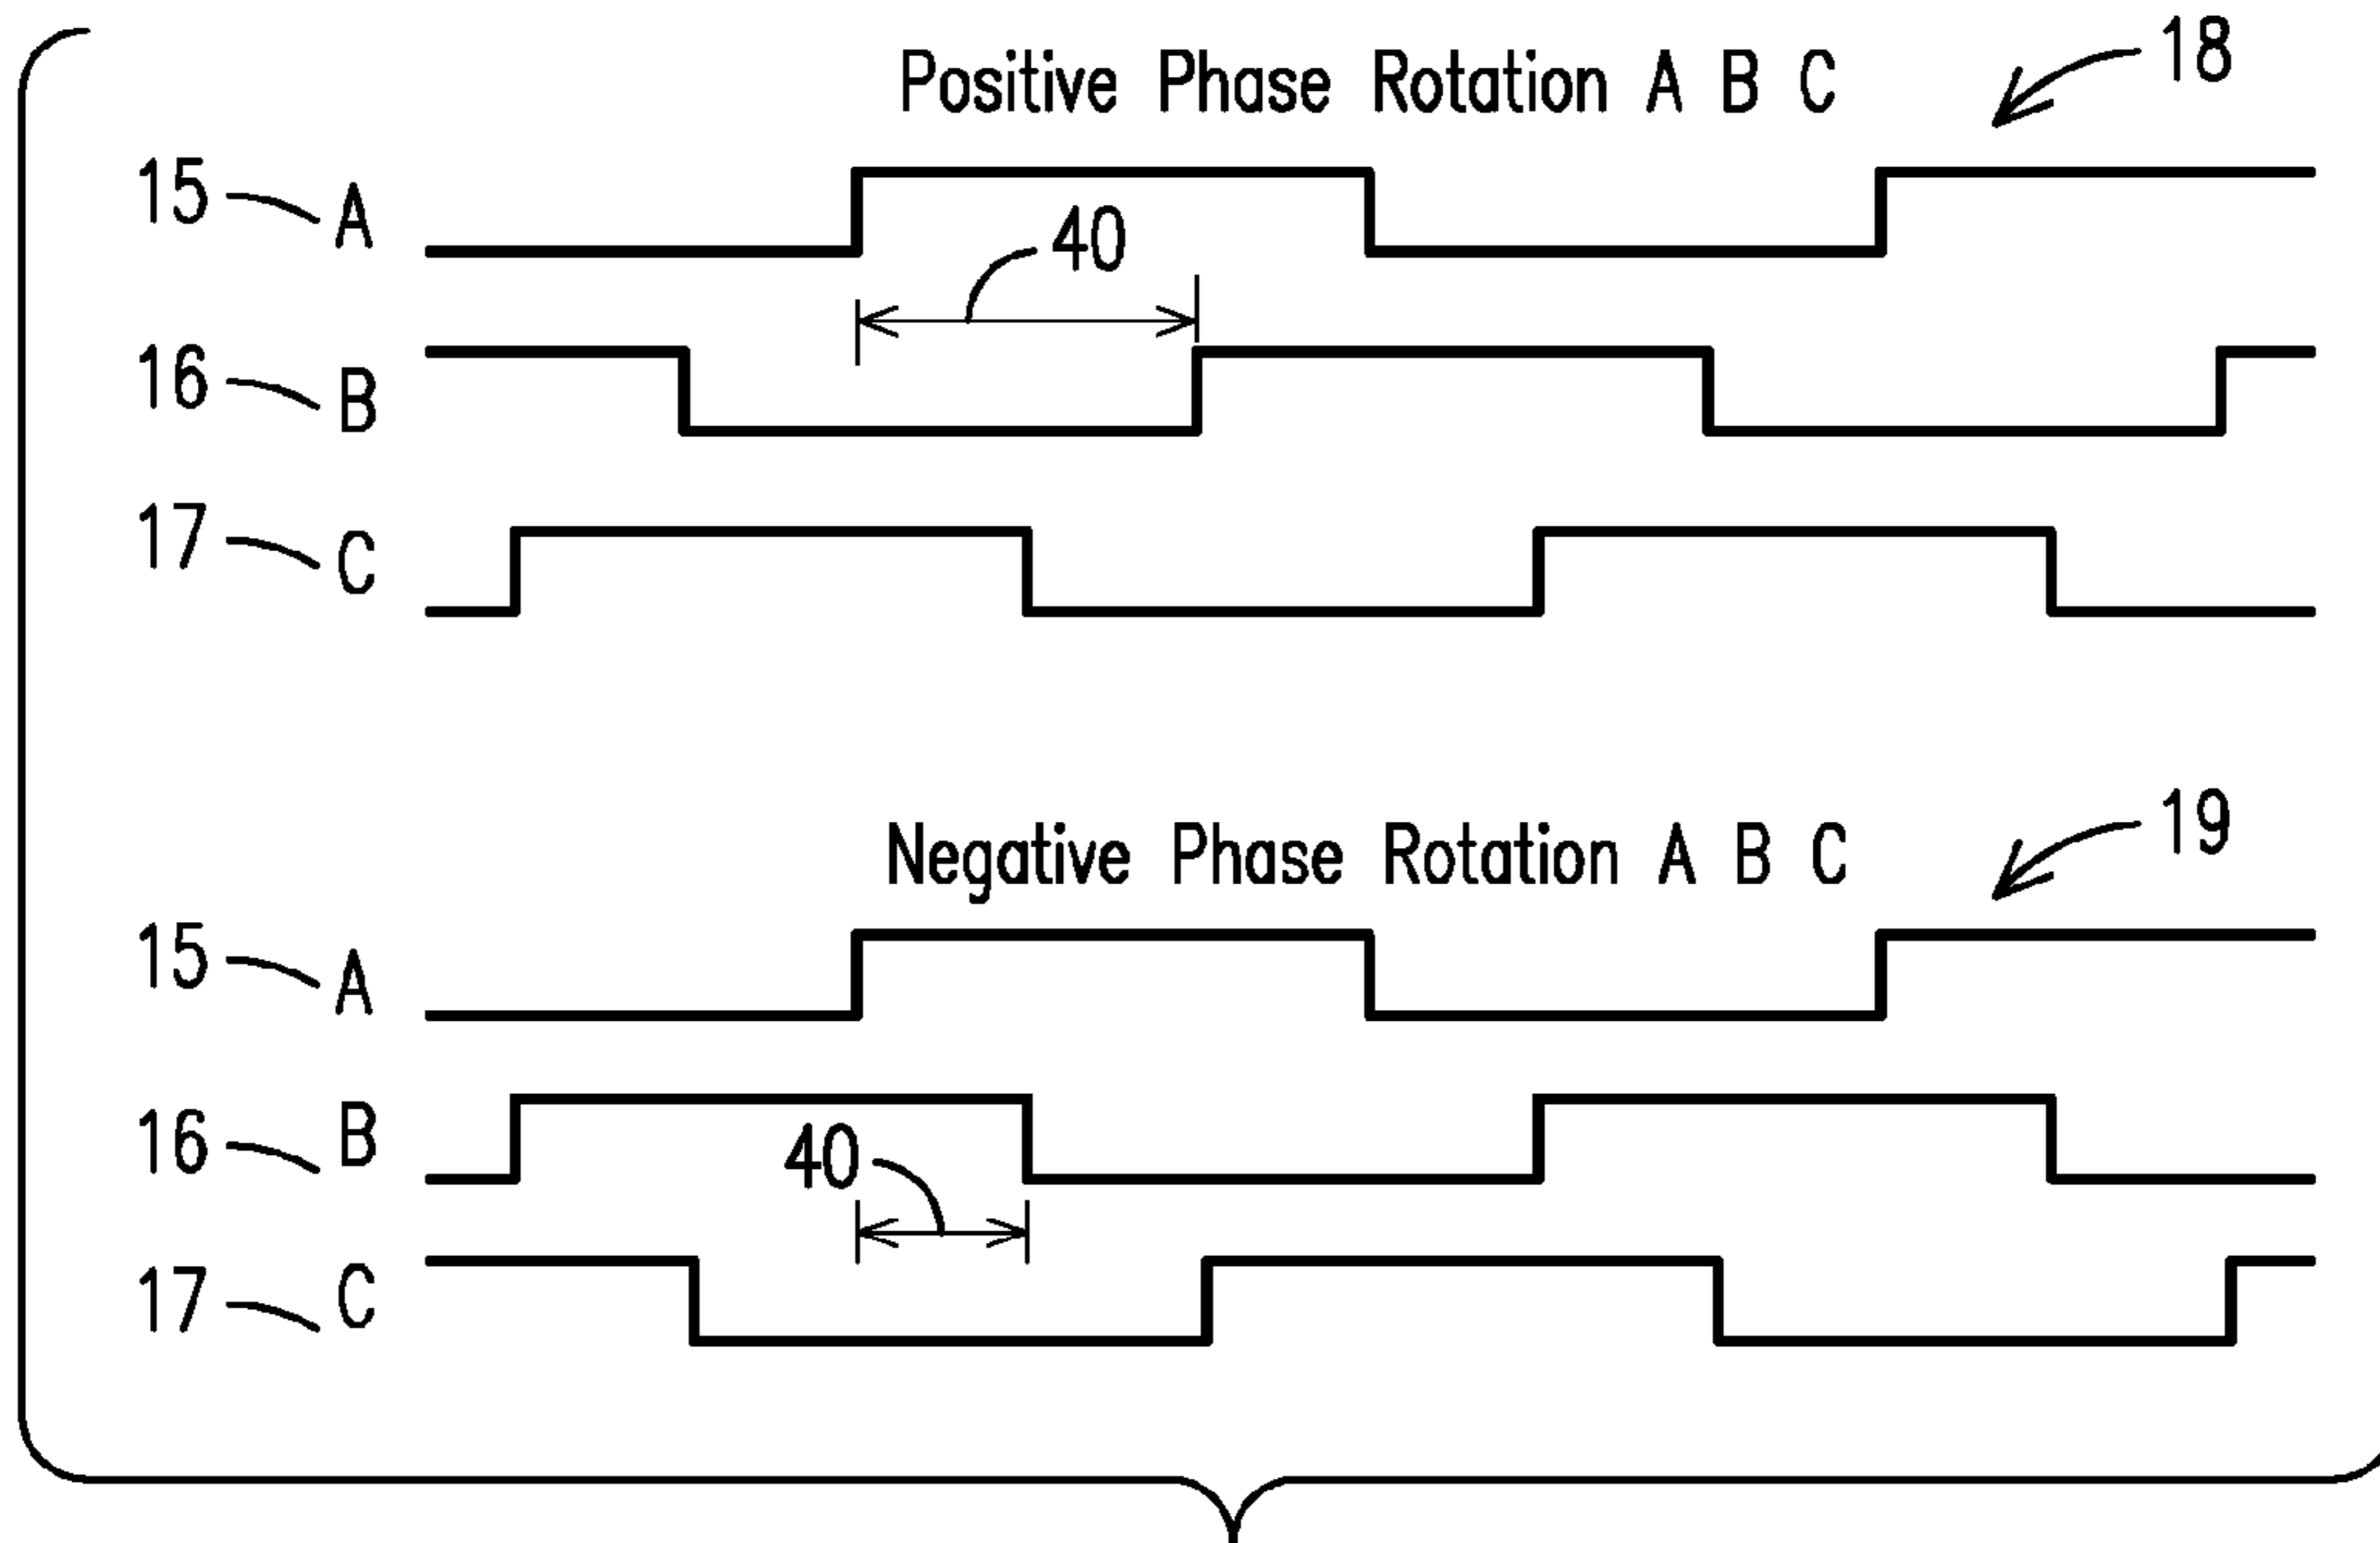 Positive Phase Rotation A B C
18
15 A
40
16 B
17 C
Negative Phase Rotation A B C
19
15 A
16 B
40
17 C